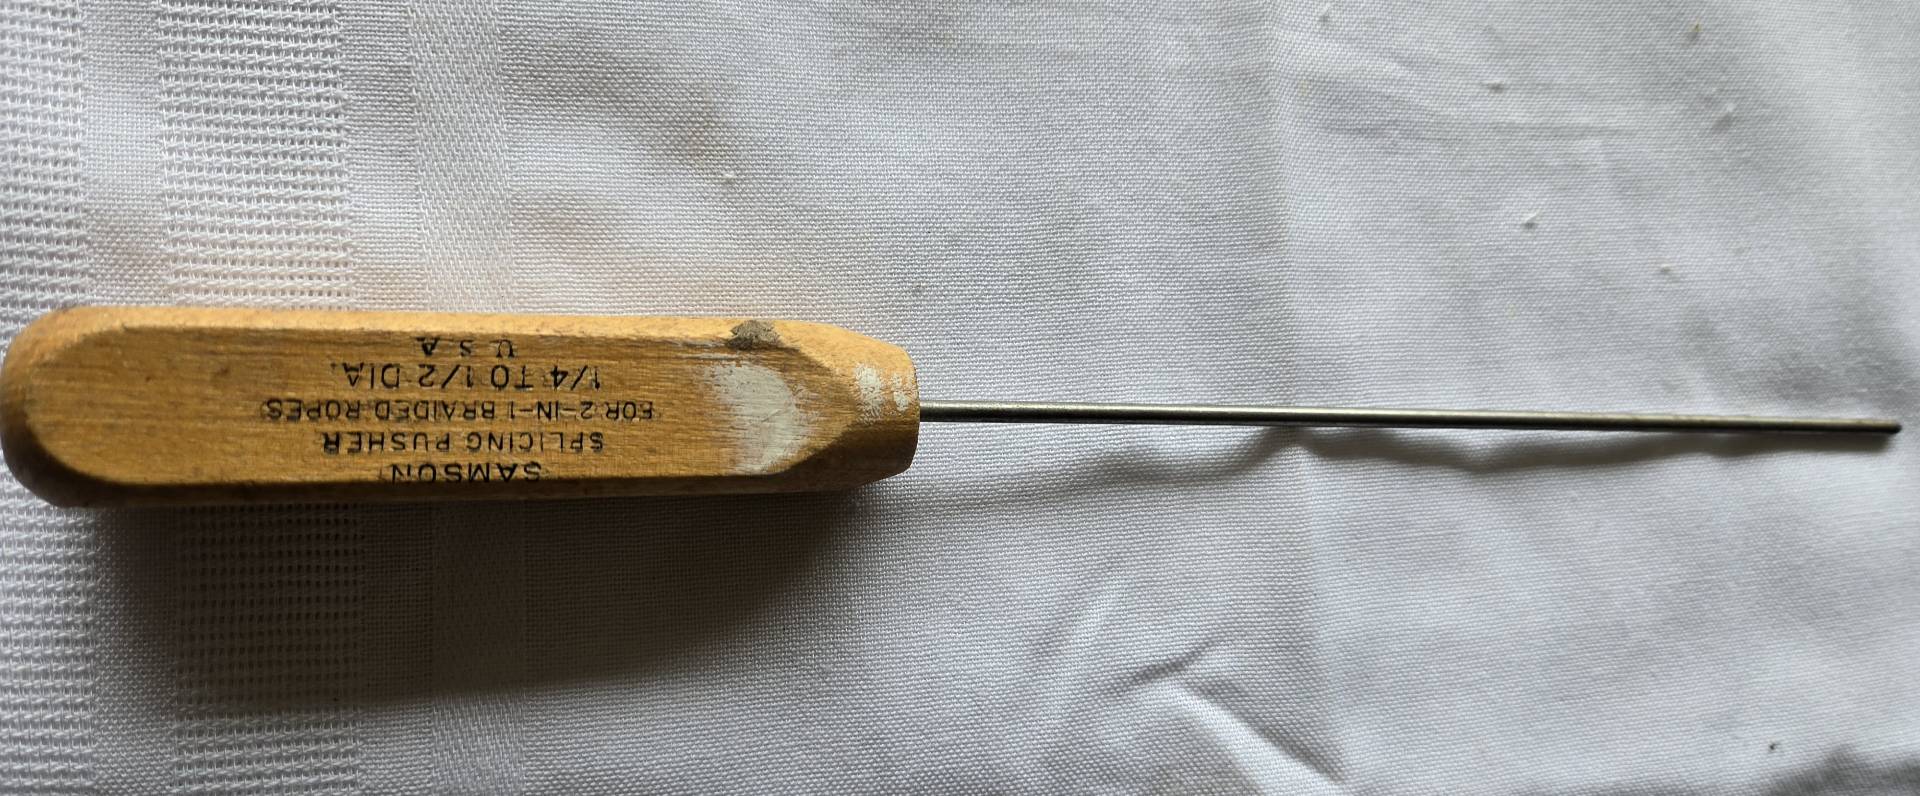 SAMSON
SPLICING PUSHER
FOR 2-IN-1 BRAIDED ROPES
1/4 TO 1/2 DIA.
U S A